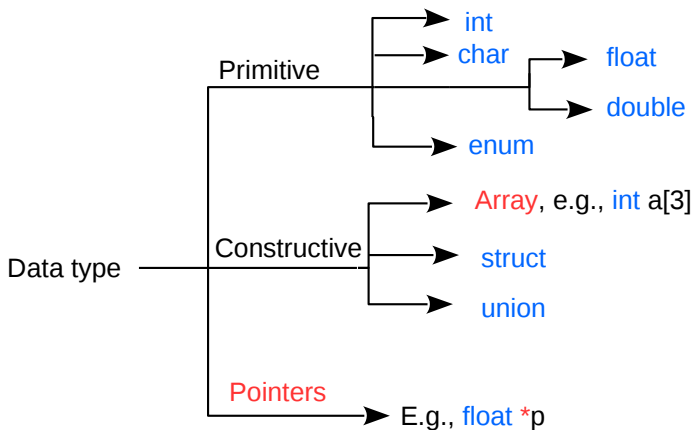 int
char
float
Primitive
double
enum
Array, e.g., int a[3]
Constructive
struct
Data type
union
Pointers
E.g., float *p